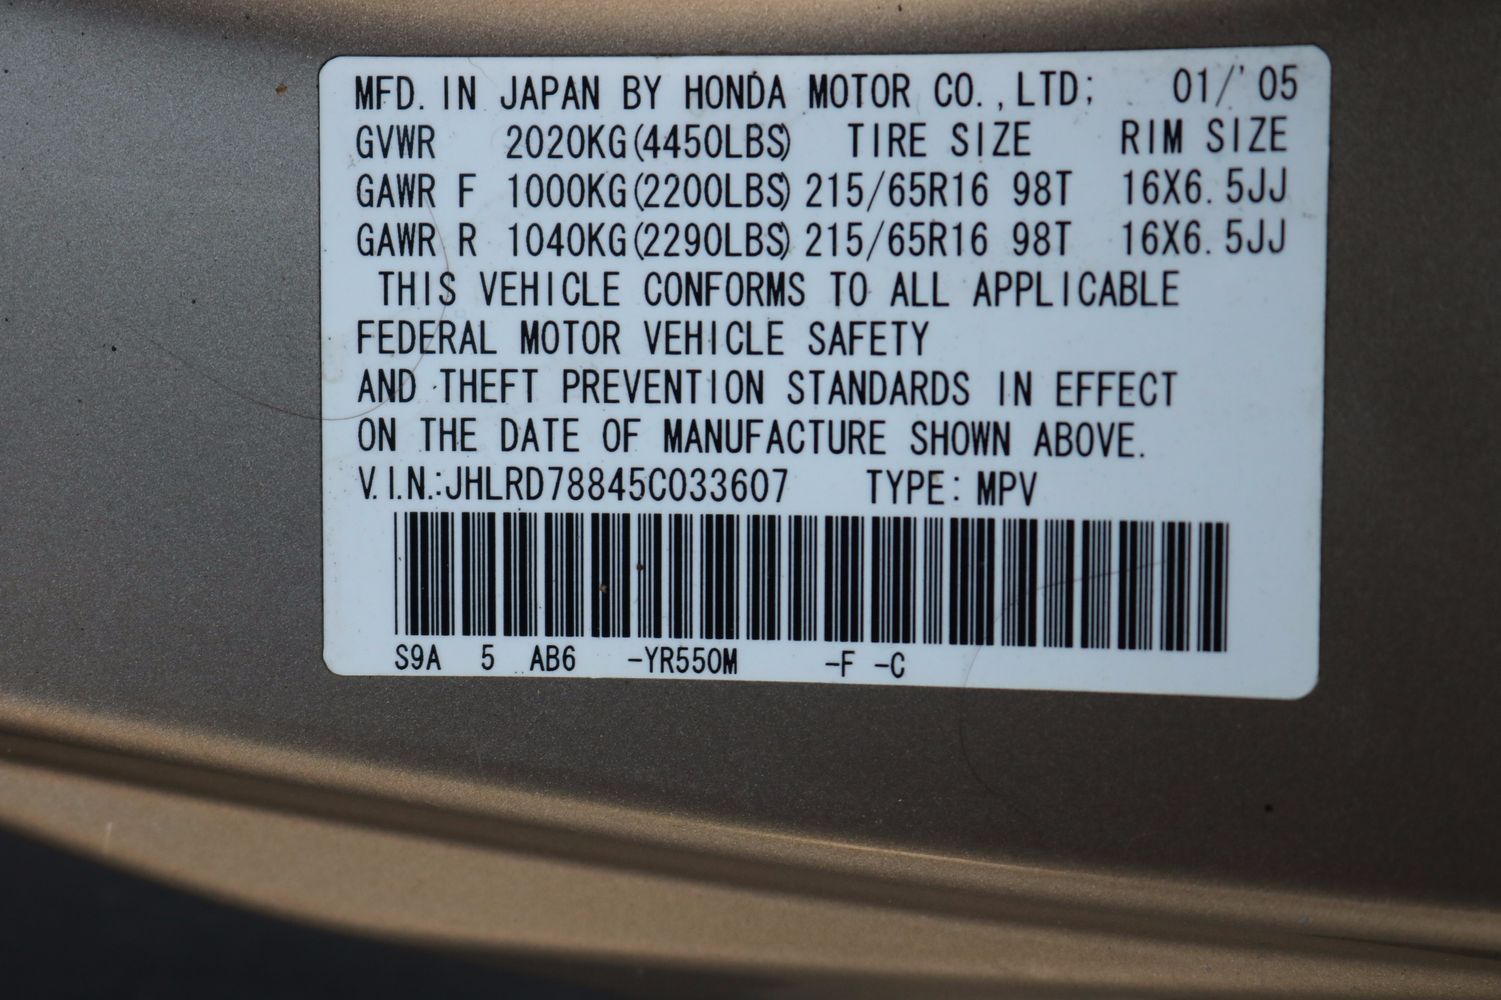 MFD. IN JAPAN BY HONDA MOTOR CO.,LTD; 01/'05
GVWR 2020KG(4450LBS) TIRE SIZE RIM SIZE
GAWR F 1000KG(2200LBS) 215/65R16 98T 16X6.5JJ
GAWR R 1040KG(2290LBS) 215/65R16 98T 16X6.5JJ
THIS VEHICLE CONFORMS TO ALL APPLICABLE
FEDERAL MOTOR VEHICLE SAFETY
AND THEFT PREVENTION STANDARDS IN EFFECT
ON THE DATE OF MANUFACTURE SHOWN ABOVE.
V.I.N.:JHLRD78845C033607 TYPE: MPV
S9A 5 AB6 -YR550M -F -C